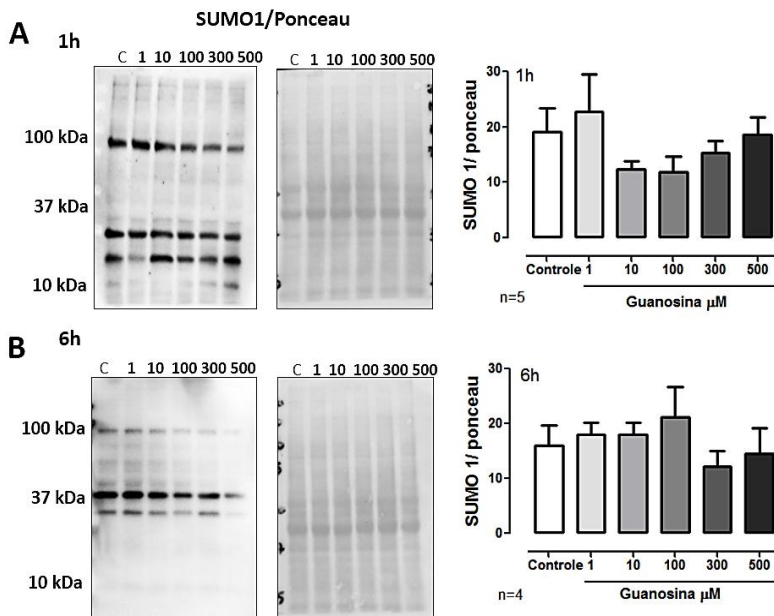 SUMO1/Ponceau
A
1h
C 1 10 100 300 500
C 1 10 100 300 500
100 kDa
37 kDa
10 kDa
1h
SUMO 1/ ponceau
30
20
10
0
Controle 1 10 100 300 500
n=5
Guanosina µM
B
6h
C 1 10 100 300 500
C 1 10 100 300 500
100 kDa
37 kDa
10 kDa
6h
SUMO 1/ ponceau
30
20
10
0
Controle 1 10 100 300 500
n=4
Guanosina µM